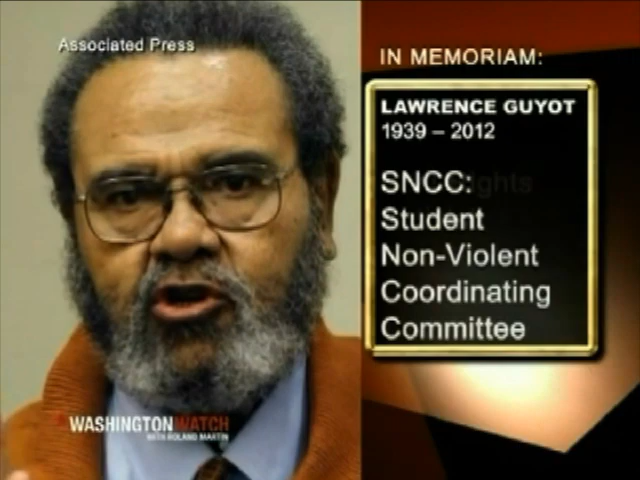 Associated Press
IN MEMORIAM:
LAWRENCE GUYOT
1939 – 2012
SNCC:
Student
Non-Violent
Coordinating
Committee
WASHINGTON WATCH
WITH ROLAND MARTIN